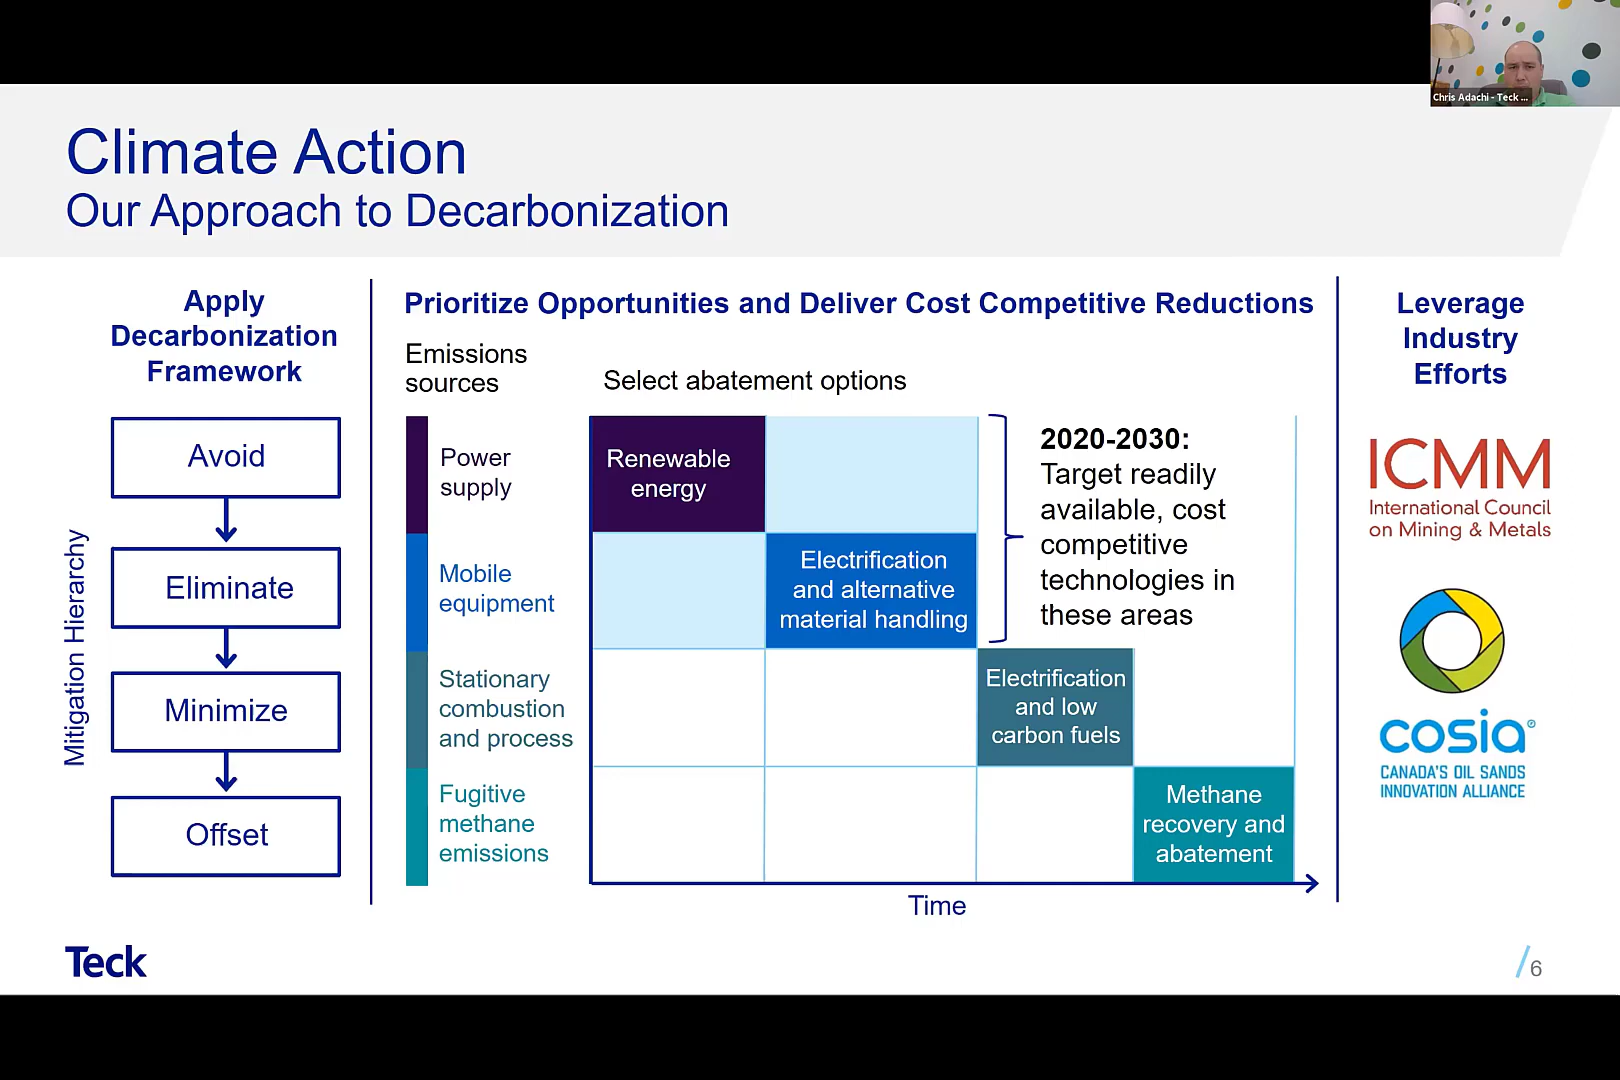 Chris Adachi - Teck ...
Climate Action
Our Approach to Decarbonization
Apply
Decarbonization
Framework
Mitigation Hierarchy
Avoid
Eliminate
Minimize
Offset
Prioritize Opportunities and Deliver Cost Competitive Reductions
Emissions
sources
Select abatement options
Power
supply
Mobile
equipment
Stationary
combustion
and process
Fugitive
methane
emissions
Renewable
energy
Electrification
and alternative
material handling
Electrification
and low
carbon fuels
Methane
recovery and
abatement
2020-2030:
Target readily
available, cost
competitive
technologies in
these areas
Time
Leverage
Industry
Efforts
ICMM
International Council
on Mining & Metals
cosia®
CANADA'S OIL SANDS
INNOVATION ALLIANCE
Teck
/6